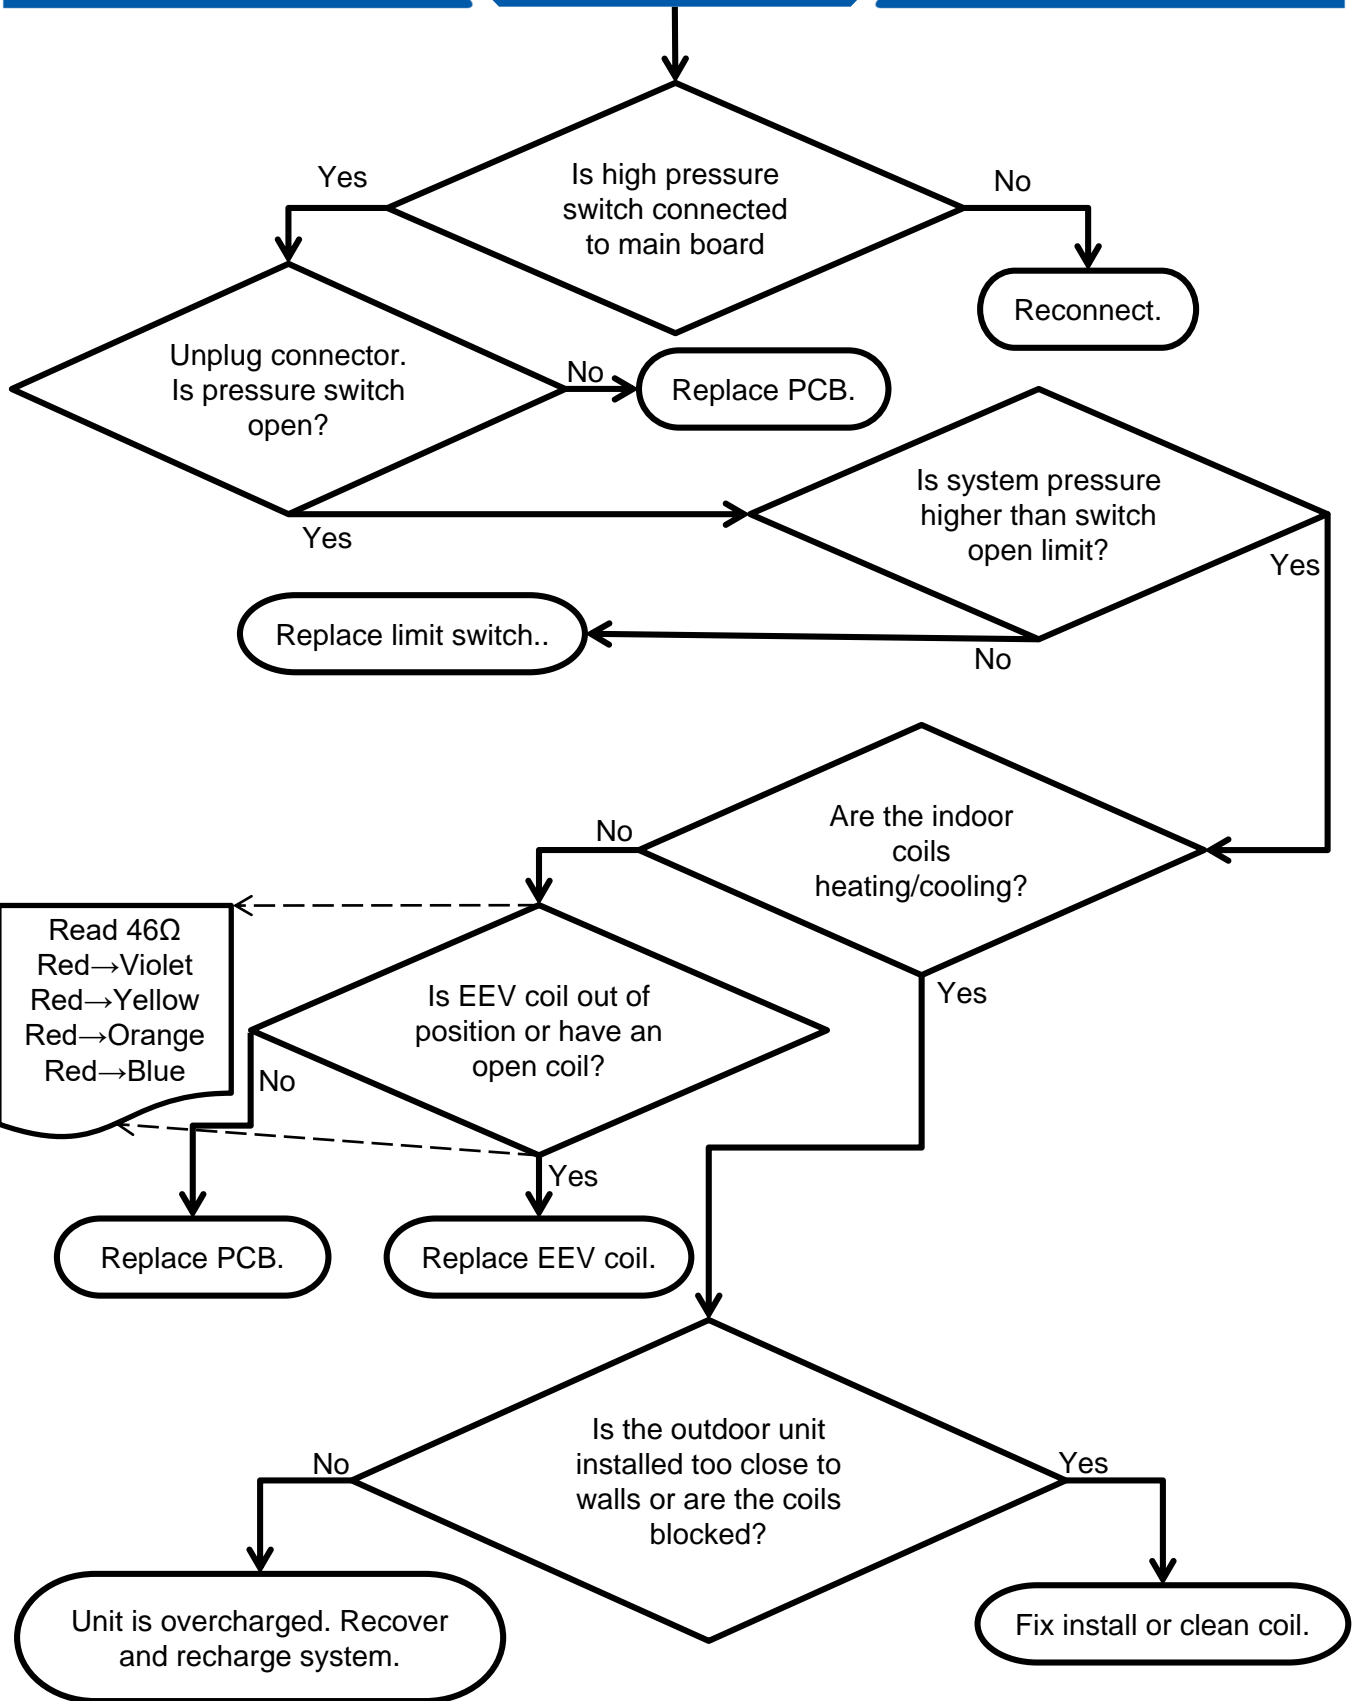 Is high pressure
switch connected
to main board
Yes
No
Reconnect.
Unplug connector.
Is pressure switch
open?
No
Replace PCB.
Yes
Is system pressure
higher than switch
open limit?
Yes
No
Replace limit switch..
Are the indoor
coils
heating/cooling?
No
Yes
Read 46Ω
Red→Violet
Red→Yellow
Red→Orange
Red→Blue
Is EEV coil out of
position or have an
open coil?
No
Yes
Replace PCB.
Replace EEV coil.
Is the outdoor unit
installed too close to
walls or are the coils
blocked?
No
Yes
Unit is overcharged. Recover
and recharge system.
Fix install or clean coil.